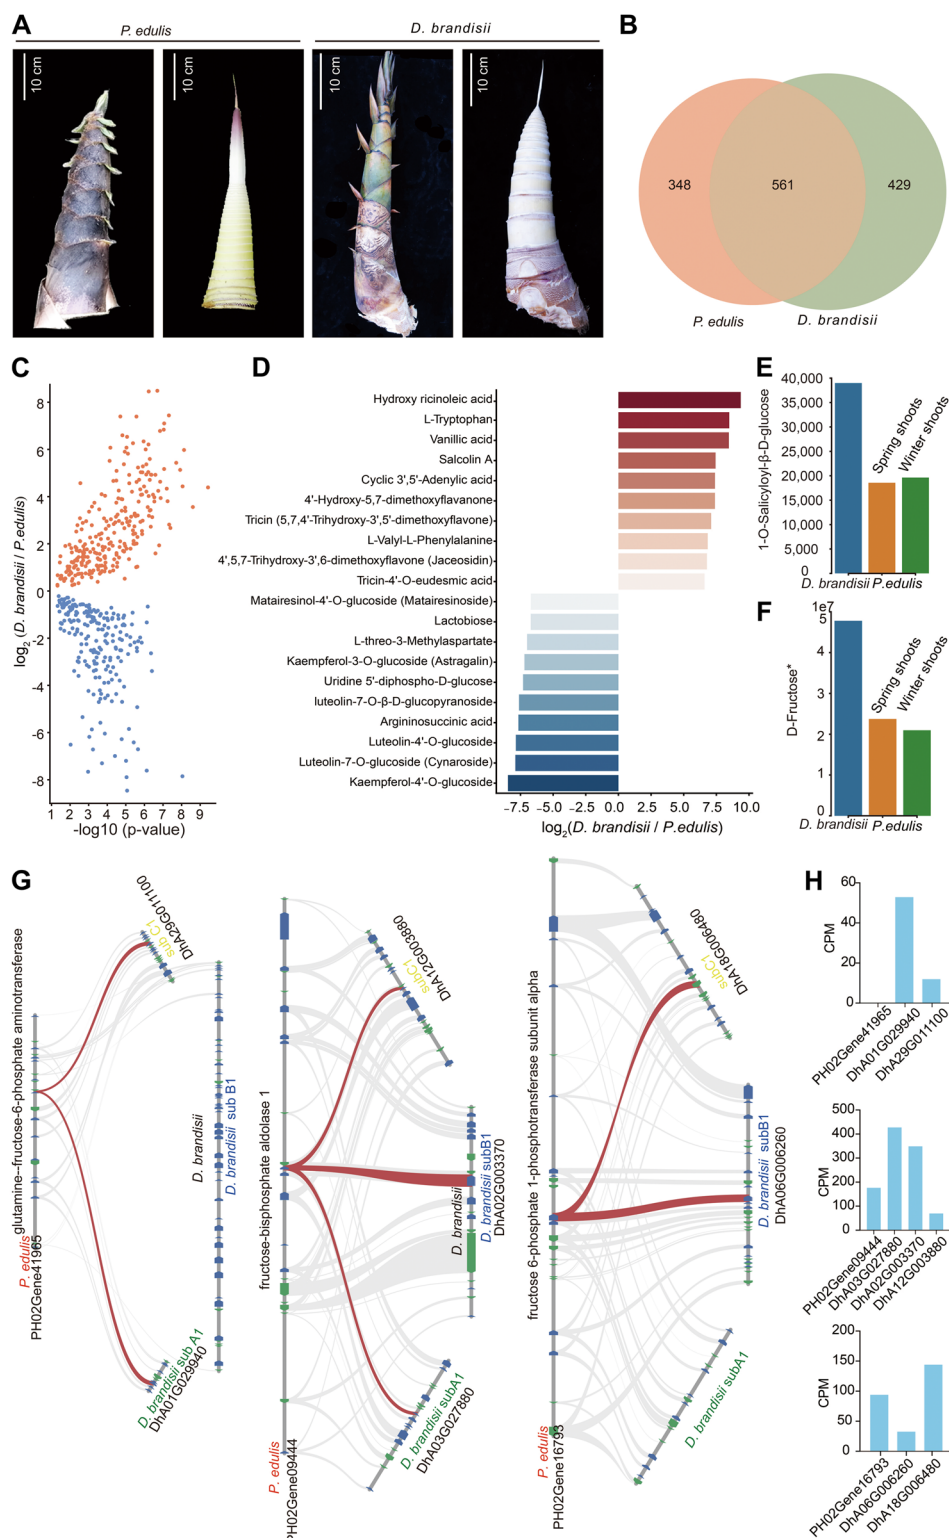 A
P. edulis
D. brandisii
10 cm
10 cm
10 cm
10 cm
B
348
561
429
P. edulis
D. brandisii
C
8
6
4
2
0
−2
−4
−6
−8
log2 (D. brandisii / P.edulis)
1 2 3 4 5 6 7 8 9
-log10 (p-value)
D
Hydroxy ricinoleic acid
L-Tryptophan
Vanillic acid
Salcolin A
Cyclic 3',5'-Adenylic acid
4'-Hydroxy-5,7-dimethoxyflavanone
Tricin (5,7,4'-Trihydroxy-3',5'-dimethoxyflavone)
L-Valyl-L-Phenylalanine
4',5,7-Trihydroxy-3',6-dimethoxyflavone (Jaceosidin)
Tricin-4'-O-eudesmic acid
Matairesinol-4'-O-glucoside (Matairesinoside)
Lactobiose
L-threo-3-Methylaspartate
Kaempferol-3-O-glucoside (Astragalin)
Uridine 5'-diphospho-D-glucose
luteolin-7-O-β-D-glucopyranoside
Argininosuccinic acid
Luteolin-4'-O-glucoside
Luteolin-7-O-glucoside (Cynaroside)
Kaempferol-4'-O-glucoside
−7.5 −5.0 −2.5 0.0 2.5 5.0 7.5 10.0
log2(D. brandisii / P.edulis)
E
1-O-Salicyloyl-β-D-glucose
40,000
35,000
30,000
25,000
20,000
15,000
10,000
5,000
0
Spring shoots
Winter shoots
D. brandisii P.edulis
F
1e7
D-Fructose*
5
4
2
1
0
Spring shoots
Winter shoots
D. brandisii P.edulis
G
glutamine--fructose-6-phosphate aminotransferase
P. edulis
PH02Gene41965
sub C1
DhA29G011100
D. brandisii
D. brandisii sub B1
D. brandisii sub A1
DhA01G029940
fructose-bisphosphate aldolase 1
P. edulis
PH02Gene09444
subC1
DhA12G003880
D. brandisii
D. brandisii subB1
DhA02G003370
D. brandisii subA1
DhA03G027880
fructose 6-phosphate 1-phosphotransferase subunit alpha
P. edulis
PH02Gene16793
subC1
DhA18G006480
D. brandisii subB1
DhA06G006260
D. brandisii subA1
H
CPM
60
40
20
0
PH02Gene41965
DhA01G029940
DhA29G011100
CPM
500
400
300
200
100
0
PH02Gene09444
DhA03G027880
DhA02G003370
DhA12G003880
CPM
200
150
100
50
0
PH02Gene16793
DhA06G006260
DhA18G006480